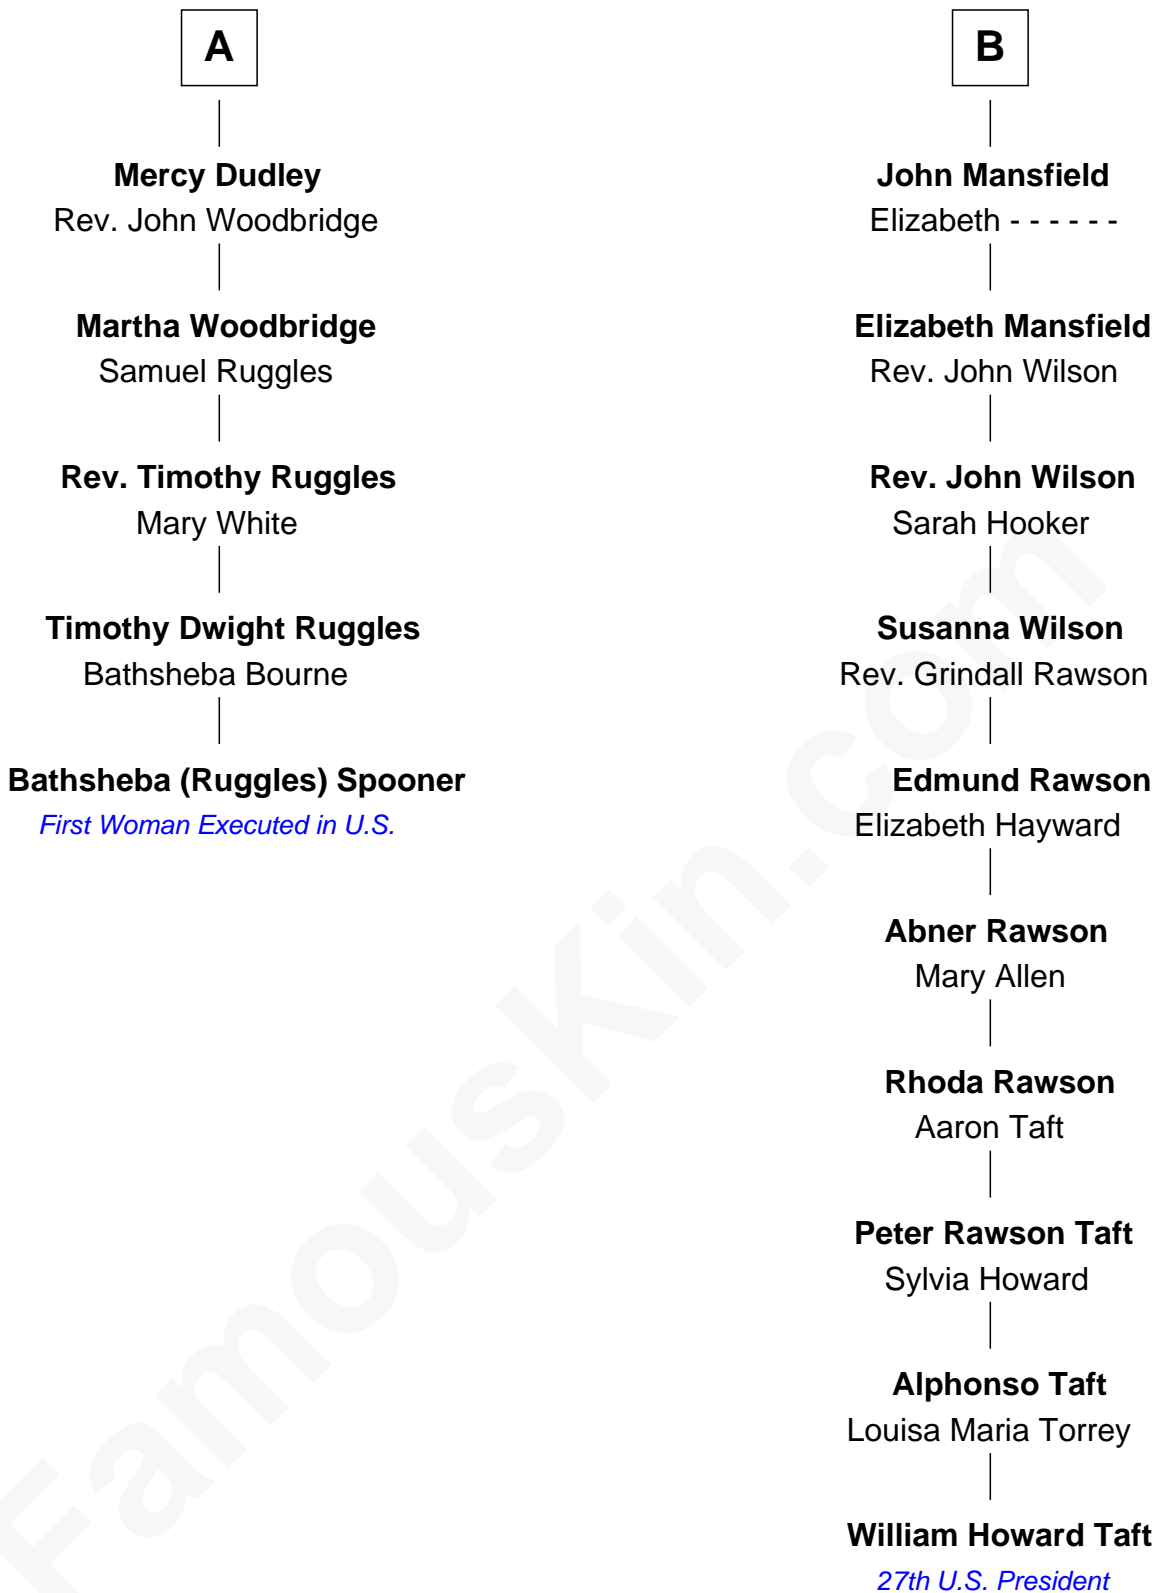 A
Mercy Dudley
Rev. John Woodbridge
Martha Woodbridge
Samuel Ruggles
Rev. Timothy Ruggles
Mary White
Timothy Dwight Ruggles
Bathsheba Bourne
Bathsheba (Ruggles) Spooner
First Woman Executed in U.S.
B
John Mansfield
Elizabeth - - - - - -
Elizabeth Mansfield
Rev. John Wilson
Rev. John Wilson
Sarah Hooker
Susanna Wilson
Rev. Grindall Rawson
Edmund Rawson
Elizabeth Hayward
Abner Rawson
Mary Allen
Rhoda Rawson
Aaron Taft
Peter Rawson Taft
Sylvia Howard
Alphonso Taft
Louisa Maria Torrey
William Howard Taft
27th U.S. President
FamousKin.com